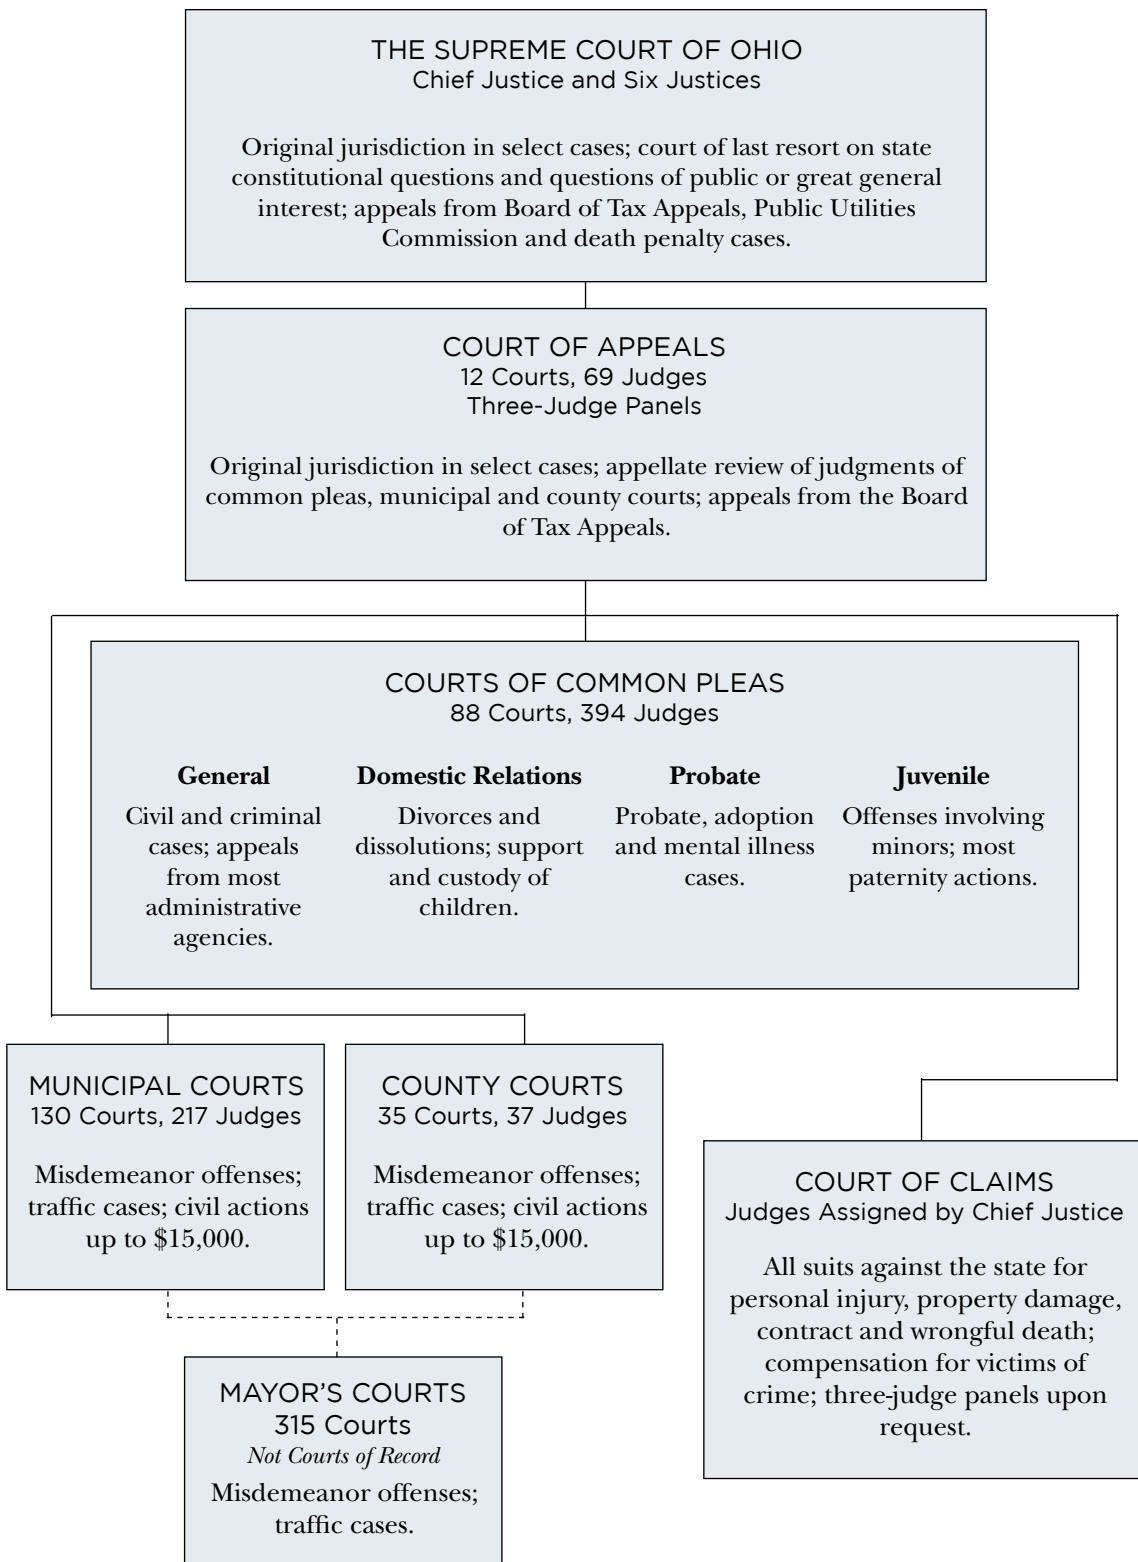 THE SUPREME COURT OF OHIO
Chief Justice and Six Justices
Original jurisdiction in select cases; court of last resort on state
constitutional questions and questions of public or great general
interest; appeals from Board of Tax Appeals, Public Utilities
Commission and death penalty cases.
COURT OF APPEALS
12 Courts, 69 Judges
Three-Judge Panels
Original jurisdiction in select cases; appellate review of judgments of
common pleas, municipal and county courts; appeals from the Board
of Tax Appeals.
COURTS OF COMMON PLEAS
88 Courts, 394 Judges
General
Civil and criminal
cases; appeals
from most
administrative
agencies.
Domestic Relations
Divorces and
dissolutions; support
and custody of
children.
Probate
Probate, adoption
and mental illness
cases.
Juvenile
Offenses involving
minors; most
paternity actions.
MUNICIPAL COURTS
130 Courts, 217 Judges
Misdemeanor offenses;
traffic cases; civil actions
up to $15,000.
COUNTY COURTS
35 Courts, 37 Judges
Misdemeanor offenses;
traffic cases; civil actions
up to $15,000.
COURT OF CLAIMS
Judges Assigned by Chief Justice
All suits against the state for
personal injury, property damage,
contract and wrongful death;
compensation for victims of
crime; three-judge panels upon
request.
MAYOR'S COURTS
315 Courts
Not Courts of Record
Misdemeanor offenses;
traffic cases.